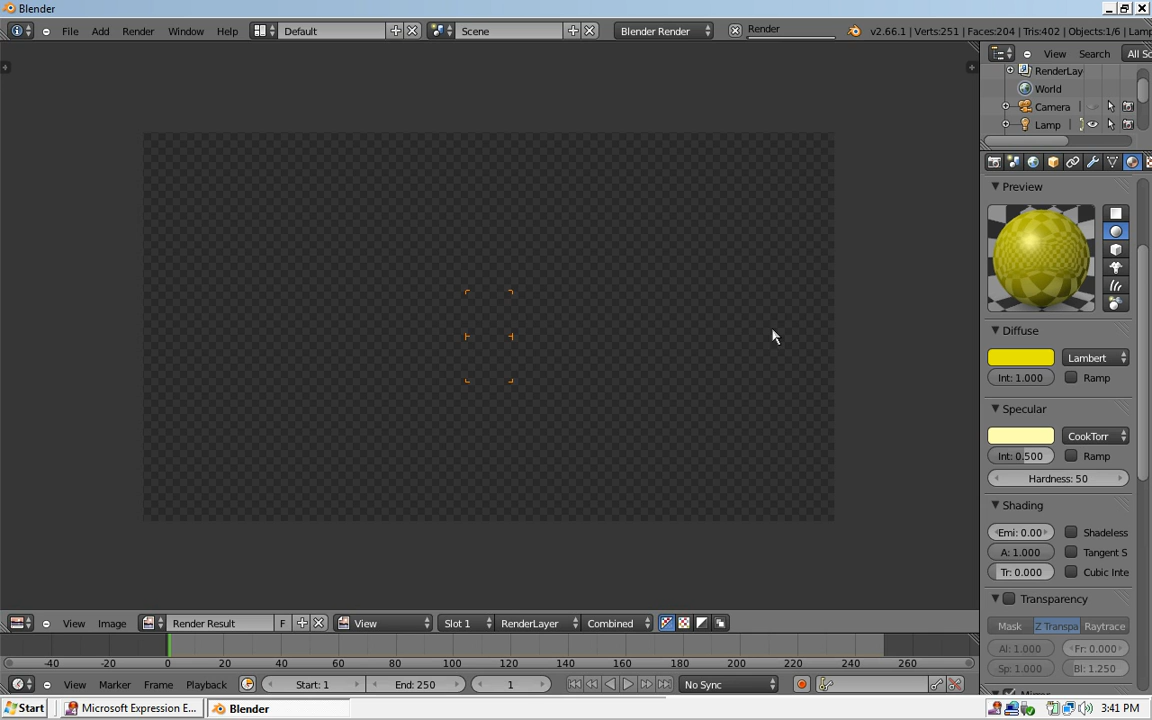 Blender
File Add Render Window Help Default Scene Blender Render Render v2.66.1 | Verts:251 | Faces:204 | Tris:402 | Objects:1/6 | Lamp
View Search All Sc
RenderLay
World
Camera
Lamp
Preview
Diffuse
Lambert
Int: 1.000 Ramp
Specular
CookTorr
Int: 0.500 Ramp
Hardness: 50
Shading
Emi: 0.00 Shadeless
A: 1.000 Tangent S
Tr: 0.000 Cubic Inte
Transparency
Mask Z Transpa Raytrace
Al: 1.000 Fr: 0.000
Sp: 1.000 Bl: 1.250
Mirror
View Image Render Result F View Slot 1 RenderLayer Combined
-40 -20 0 20 40 60 80 100 120 140 160 180 200 220 240 260
View Marker Frame Playback Start: 1 End: 250 1 No Sync
Start Microsoft Expression E... Blender 3:41 PM